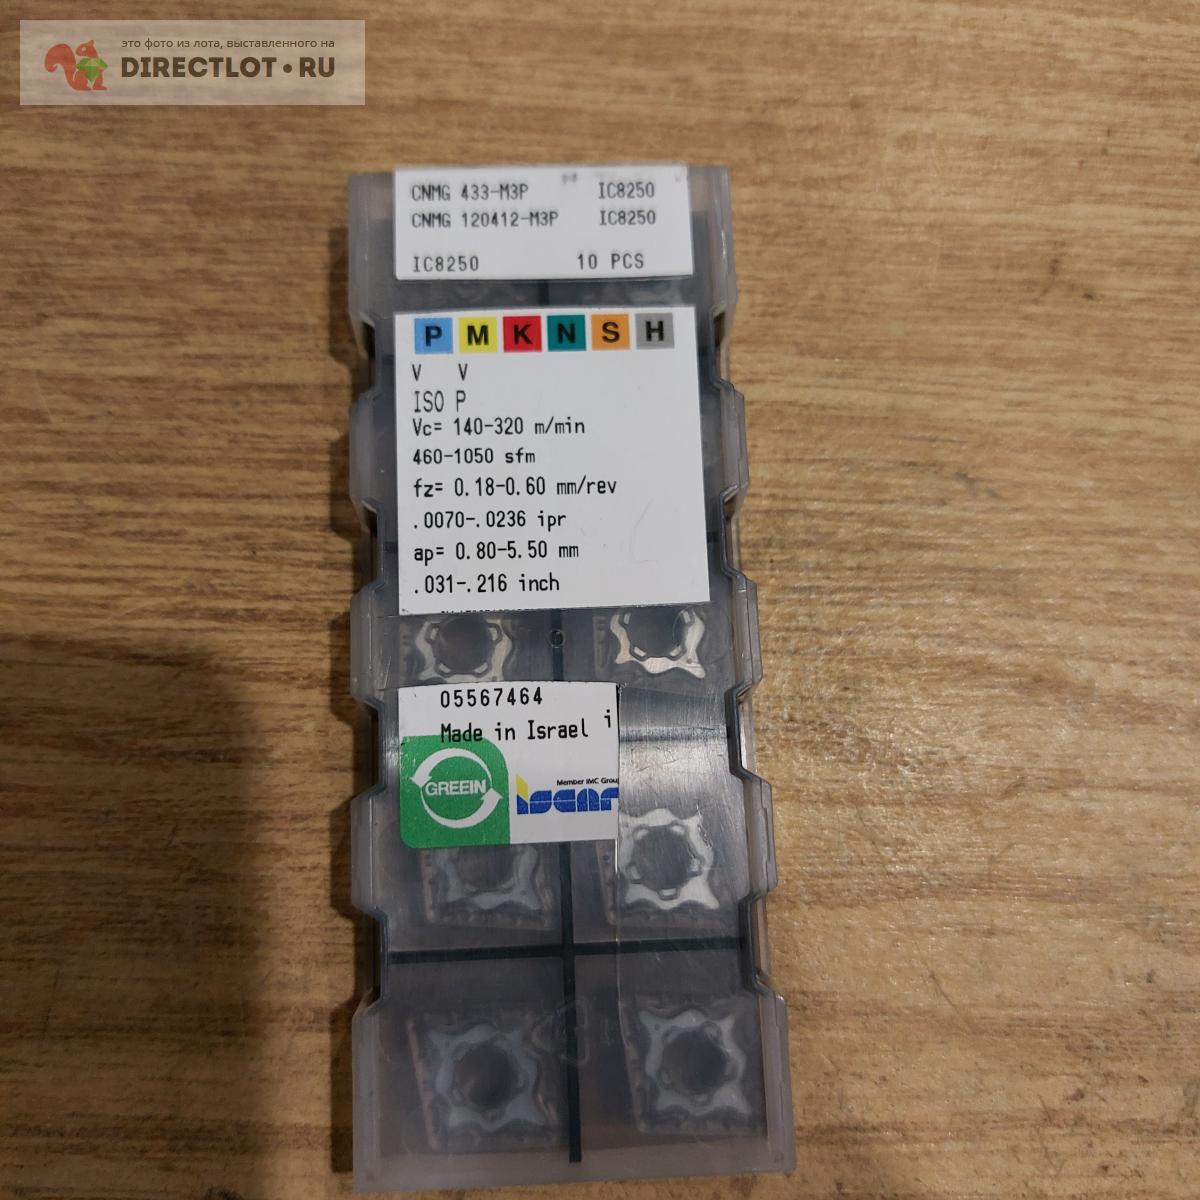 это фото из лота, выставленного на
DIRECTLOT•RU
CNMG 433-M3P IC8250
CNMG 120412-M3P IC8250
IC8250 10 PCS
P M K N S H
V V
ISO P
Vc= 140-320 m/min
460-1050 sfm
fz= 0.18-0.60 mm/rev
.0070-.0236 ipr
ap= 0.80-5.50 mm
.031-.216 inch
05567464
Made in Israel i
GREEIN
Member IMC Grou
iscar